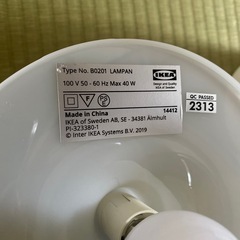 Type No. B0201 LAMPAN
100 V 50 - 60 Hz Max 40 W
IKEA
Design and Quality
IKEA of Sweden
Made in China
14412
IKEA of Sweden AB, SE - 34381 Älmhult
PI-323380-1
© Inter IKEA Systems B.V. 2019
QC PASSED
2313